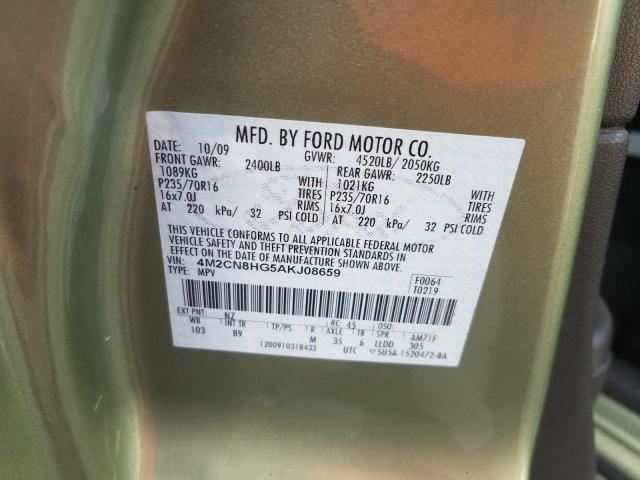 MFD. BY FORD MOTOR CO.
DATE: 10/09 GVWR: 4520LB/ 2050KG
FRONT GAWR: 2400LB REAR GAWR: 2250LB
1089KG WITH 1021KG WITH
P235/70R16 TIRES P235/70R16 TIRES
16x7.0J RIMS 16x7.0J RIMS
AT 220 kPa/ 32 PSI COLD AT 220 kPa/ 32 PSI COLD
THIS VEHICLE CONFORMS TO ALL APPLICABLE FEDERAL MOTOR
VEHICLE SAFETY AND THEFT PREVENTION STANDARDS IN
EFFECT ON THE DATE OF MANUFACTURE SHOWN ABOVE.
VIN: 4M2CN8HG5AKJ08659 F0064
TYPE: MPV T0219
EXT PNT: NZ RC: 45 DSO:
WB INT TR TP/PS R AXLE TR SPR AM71F
103 B9 M 35 6 LLDD 305
1200910318433 UTC 5U5A-1520472-BA